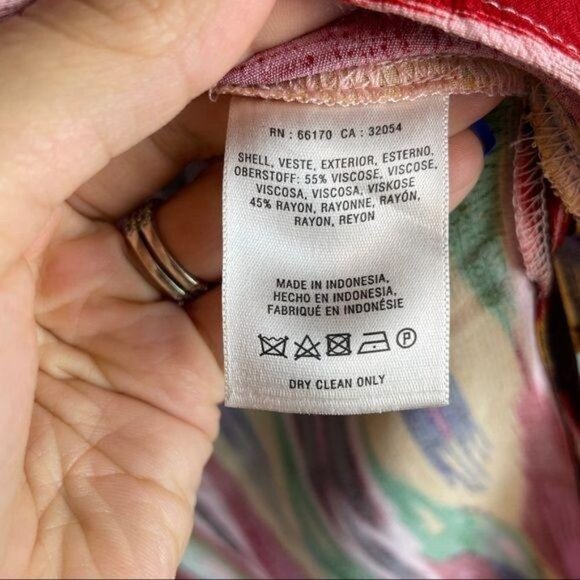 RN : 66170 CA : 32054
SHELL, VESTE, EXTERIOR, ESTERNO,
OBERSTOFF: 55% VISCOSE, VISCOSE,
VISCOSA, VISCOSA, VISKOSE
45% RAYON, RAYONNE, RAYÓN,
RAYON, REYON
MADE IN INDONESIA,
HECHO EN INDONESIA,
FABRIQUÉ EN INDONÉSIE
P
DRY CLEAN ONLY